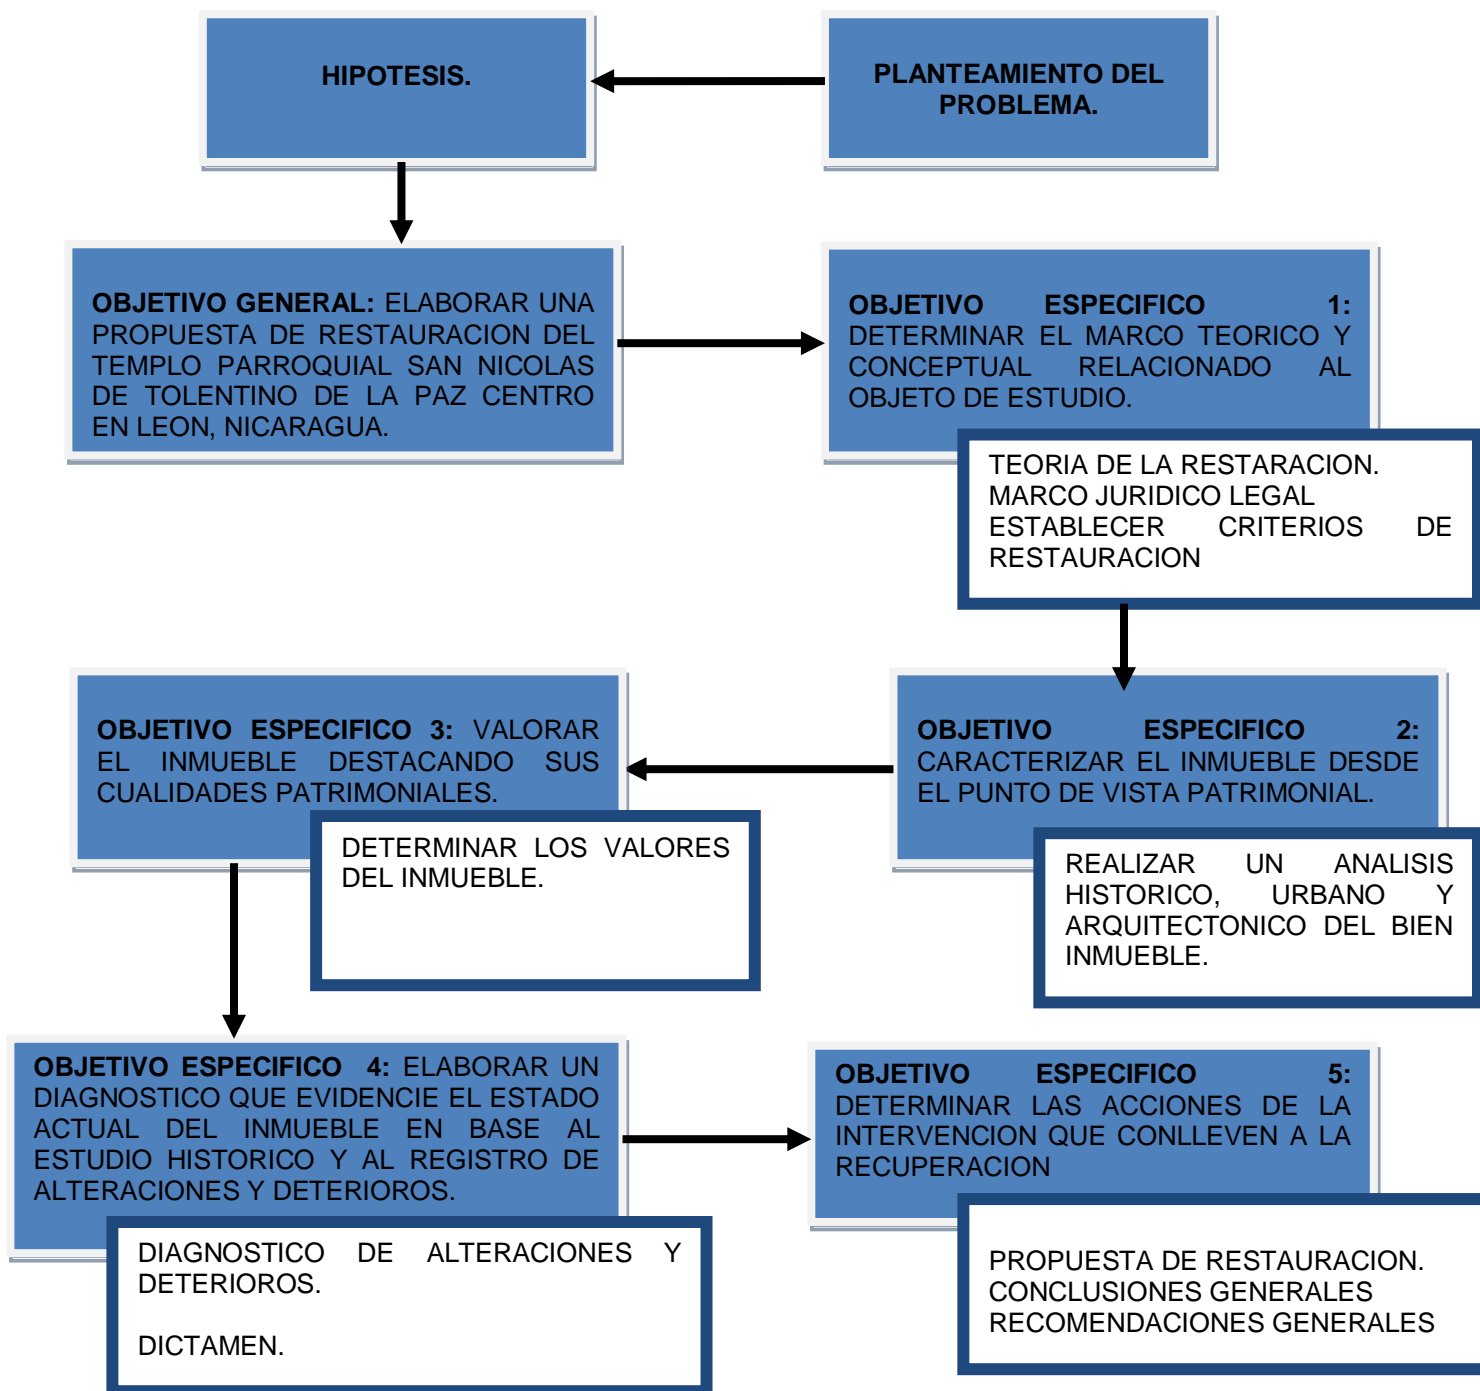 HIPOTESIS.
PLANTEAMIENTO DEL
PROBLEMA.
OBJETIVO GENERAL: ELABORAR UNA
PROPUESTA DE RESTAURACION DEL
TEMPLO PARROQUIAL SAN NICOLAS
DE TOLENTINO DE LA PAZ CENTRO
EN LEON, NICARAGUA.
OBJETIVO ESPECIFICO 1:
DETERMINAR EL MARCO TEORICO Y
CONCEPTUAL RELACIONADO AL
OBJETO DE ESTUDIO.
TEORIA DE LA RESTARACION.
MARCO JURIDICO LEGAL
ESTABLECER CRITERIOS DE
RESTAURACION
OBJETIVO ESPECIFICO 2:
CARACTERIZAR EL INMUEBLE DESDE
EL PUNTO DE VISTA PATRIMONIAL.
REALIZAR UN ANALISIS
HISTORICO, URBANO Y
ARQUITECTONICO DEL BIEN
INMUEBLE.
OBJETIVO ESPECIFICO 3: VALORAR
EL INMUEBLE DESTACANDO SUS
CUALIDADES PATRIMONIALES.
DETERMINAR LOS VALORES
DEL INMUEBLE.
OBJETIVO ESPECIFICO 4: ELABORAR UN
DIAGNOSTICO QUE EVIDENCIE EL ESTADO
ACTUAL DEL INMUEBLE EN BASE AL
ESTUDIO HISTORICO Y AL REGISTRO DE
ALTERACIONES Y DETERIOROS.
DIAGNOSTICO DE ALTERACIONES Y
DETERIOROS.
DICTAMEN.
OBJETIVO ESPECIFICO 5:
DETERMINAR LAS ACCIONES DE LA
INTERVENCION QUE CONLLEVEN A LA
RECUPERACION
PROPUESTA DE RESTAURACION.
CONCLUSIONES GENERALES
RECOMENDACIONES GENERALES